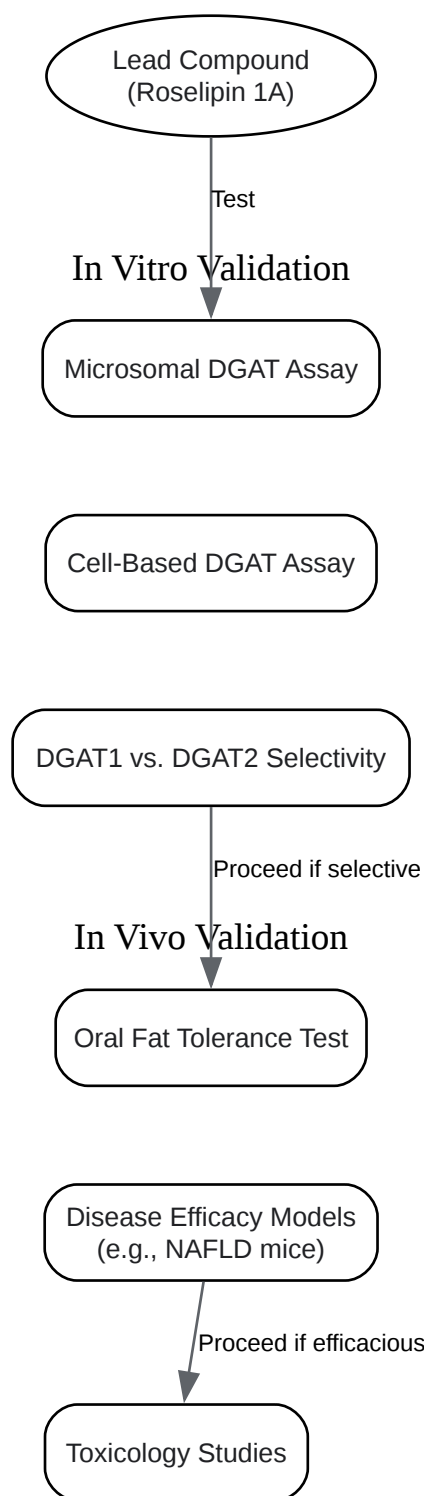 Lead Compound
(Roselipin 1A)
Test
In Vitro Validation
Microsomal DGAT Assay
Cell-Based DGAT Assay
DGAT1 vs. DGAT2 Selectivity
Proceed if selective
In Vivo Validation
Oral Fat Tolerance Test
Disease Efficacy Models
(e.g., NAFLD mice)
Proceed if efficacious
Toxicology Studies